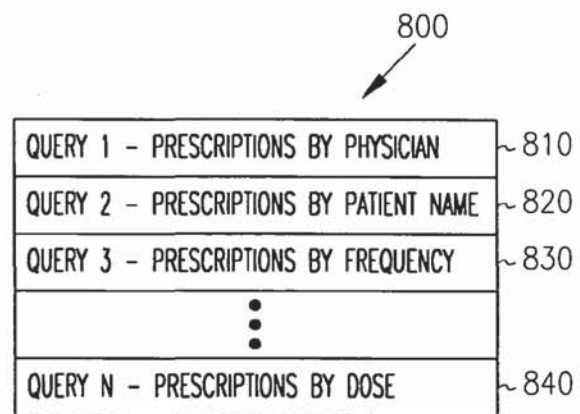 800
QUERY 1 - PRESCRIPTIONS BY PHYSICIAN 810
QUERY 2 - PRESCRIPTIONS BY PATIENT NAME 820
QUERY 3 - PRESCRIPTIONS BY FREQUENCY 830
QUERY N - PRESCRIPTIONS BY DOSE 840